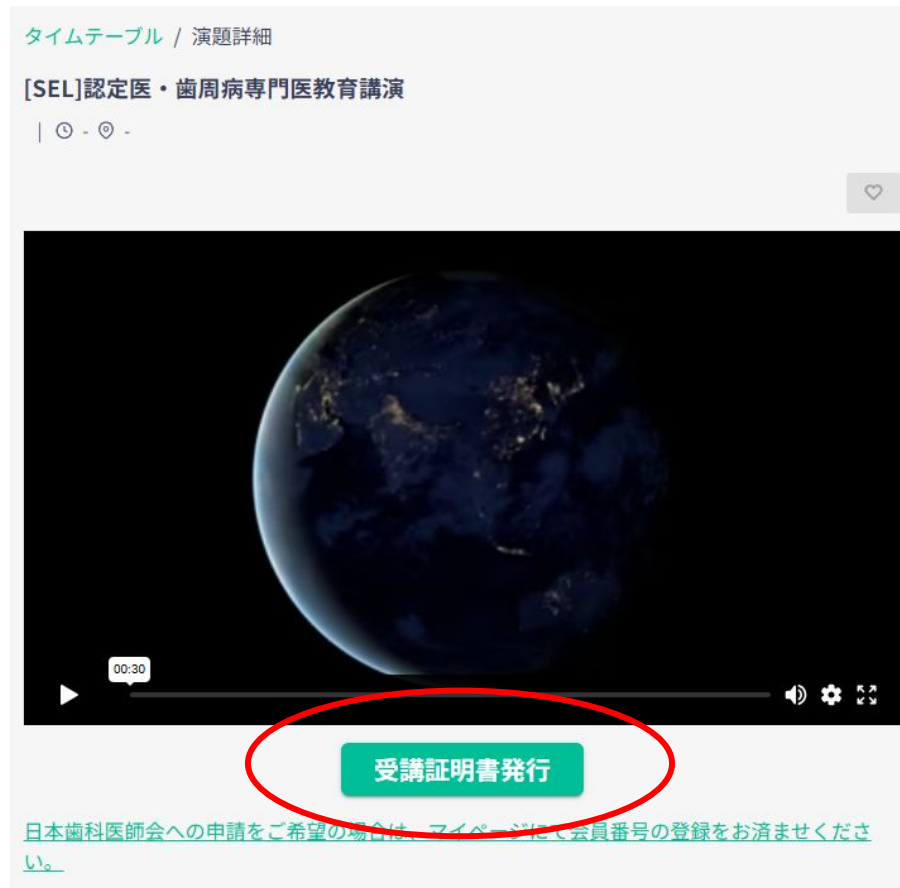 タイムテーブル / 演題詳細
[SEL]認定医・歯周病専門医教育講演
| - -
00:30
受講証明書発行
日本歯科医師会への申請をご希望の場合は、マイページにて会員番号の登録をお済ませくださ
い。